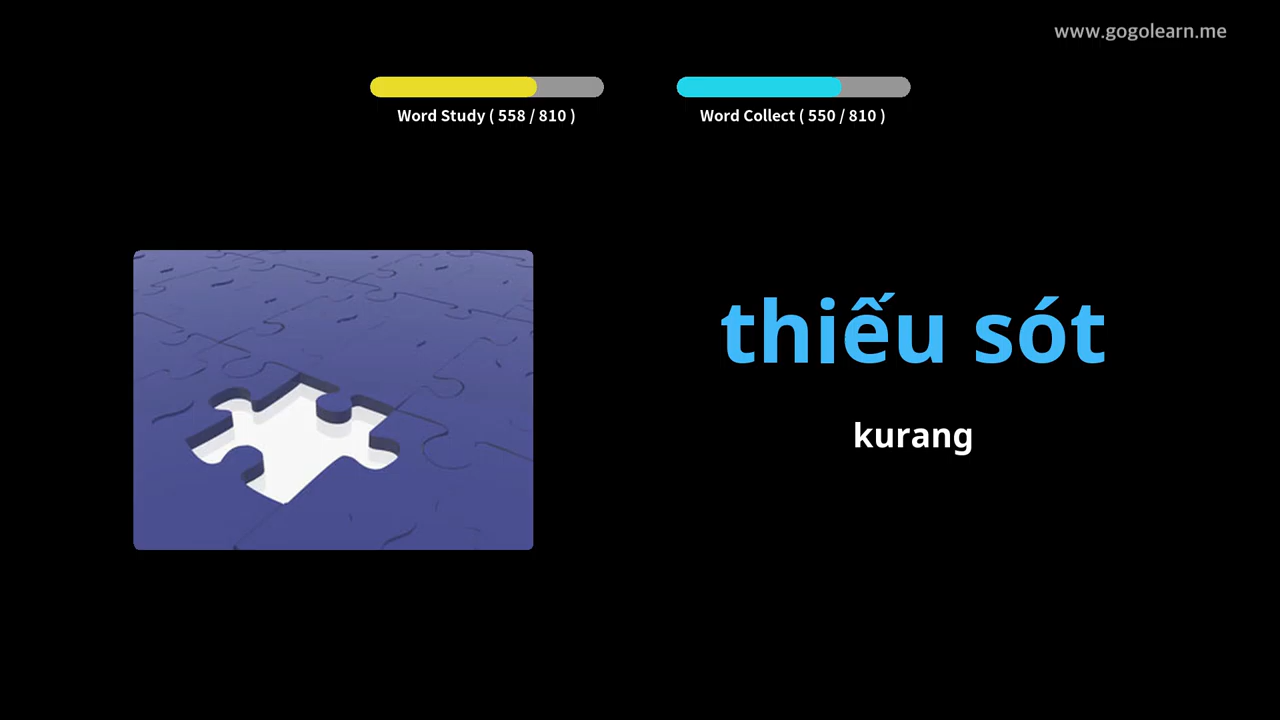 www.gogolearn.me
Word Study ( 558 / 810 )
Word Collect ( 550 / 810 )
thiếu sót
kurang